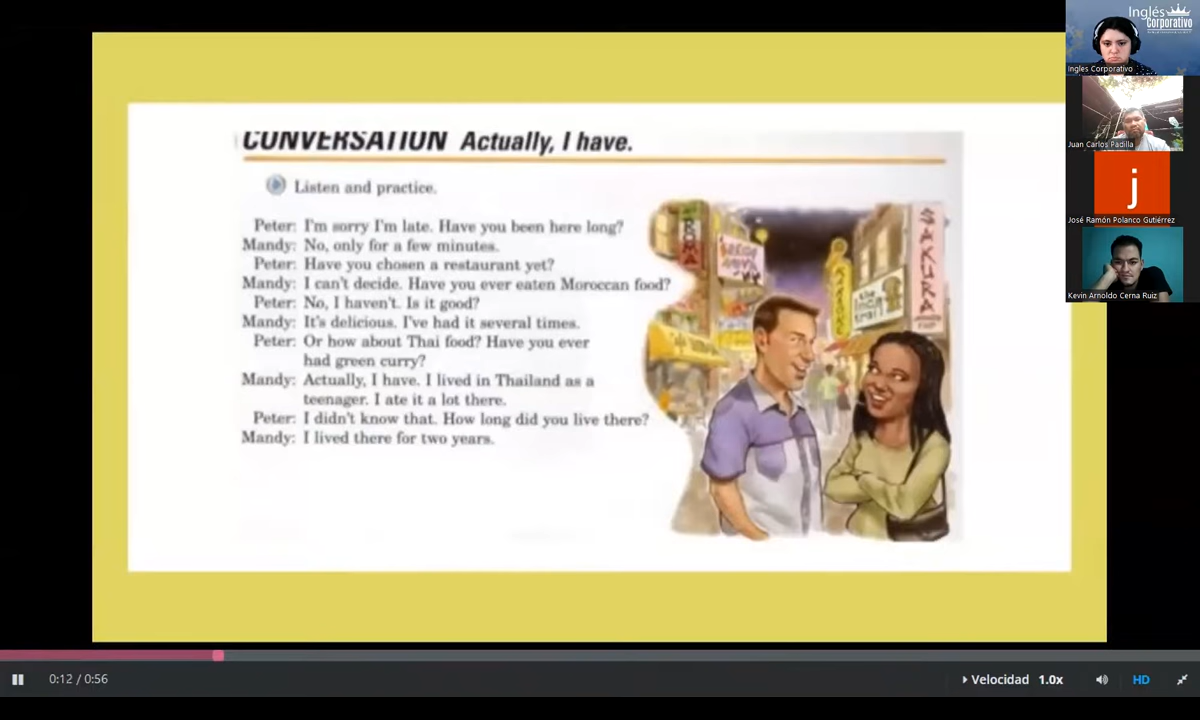 CONVERSATION Actually, I have.
Listen and practice.
Peter: I'm sorry I'm late. Have you been here long?
Mandy: No, only for a few minutes.
Peter: Have you chosen a restaurant yet?
Mandy: I can't decide. Have you ever eaten Moroccan food?
Peter: No, I haven't. Is it good?
Mandy: It's delicious. I've had it several times.
Peter: Or how about Thai food? Have you ever
had green curry?
Mandy: Actually, I have. I lived in Thailand as a
teenager. I ate it a lot there.
Peter: I didn't know that. How long did you live there?
Mandy: I lived there for two years.
SAKURA
Inglés
Corporativo
Ingles Corporativo
Juan Carlos Padilla
j
José Ramón Polanco Gutiérrez
Kevin Arnoldo Cerna Ruiz
0:12 / 0:56
Velocidad 1.0x
HD